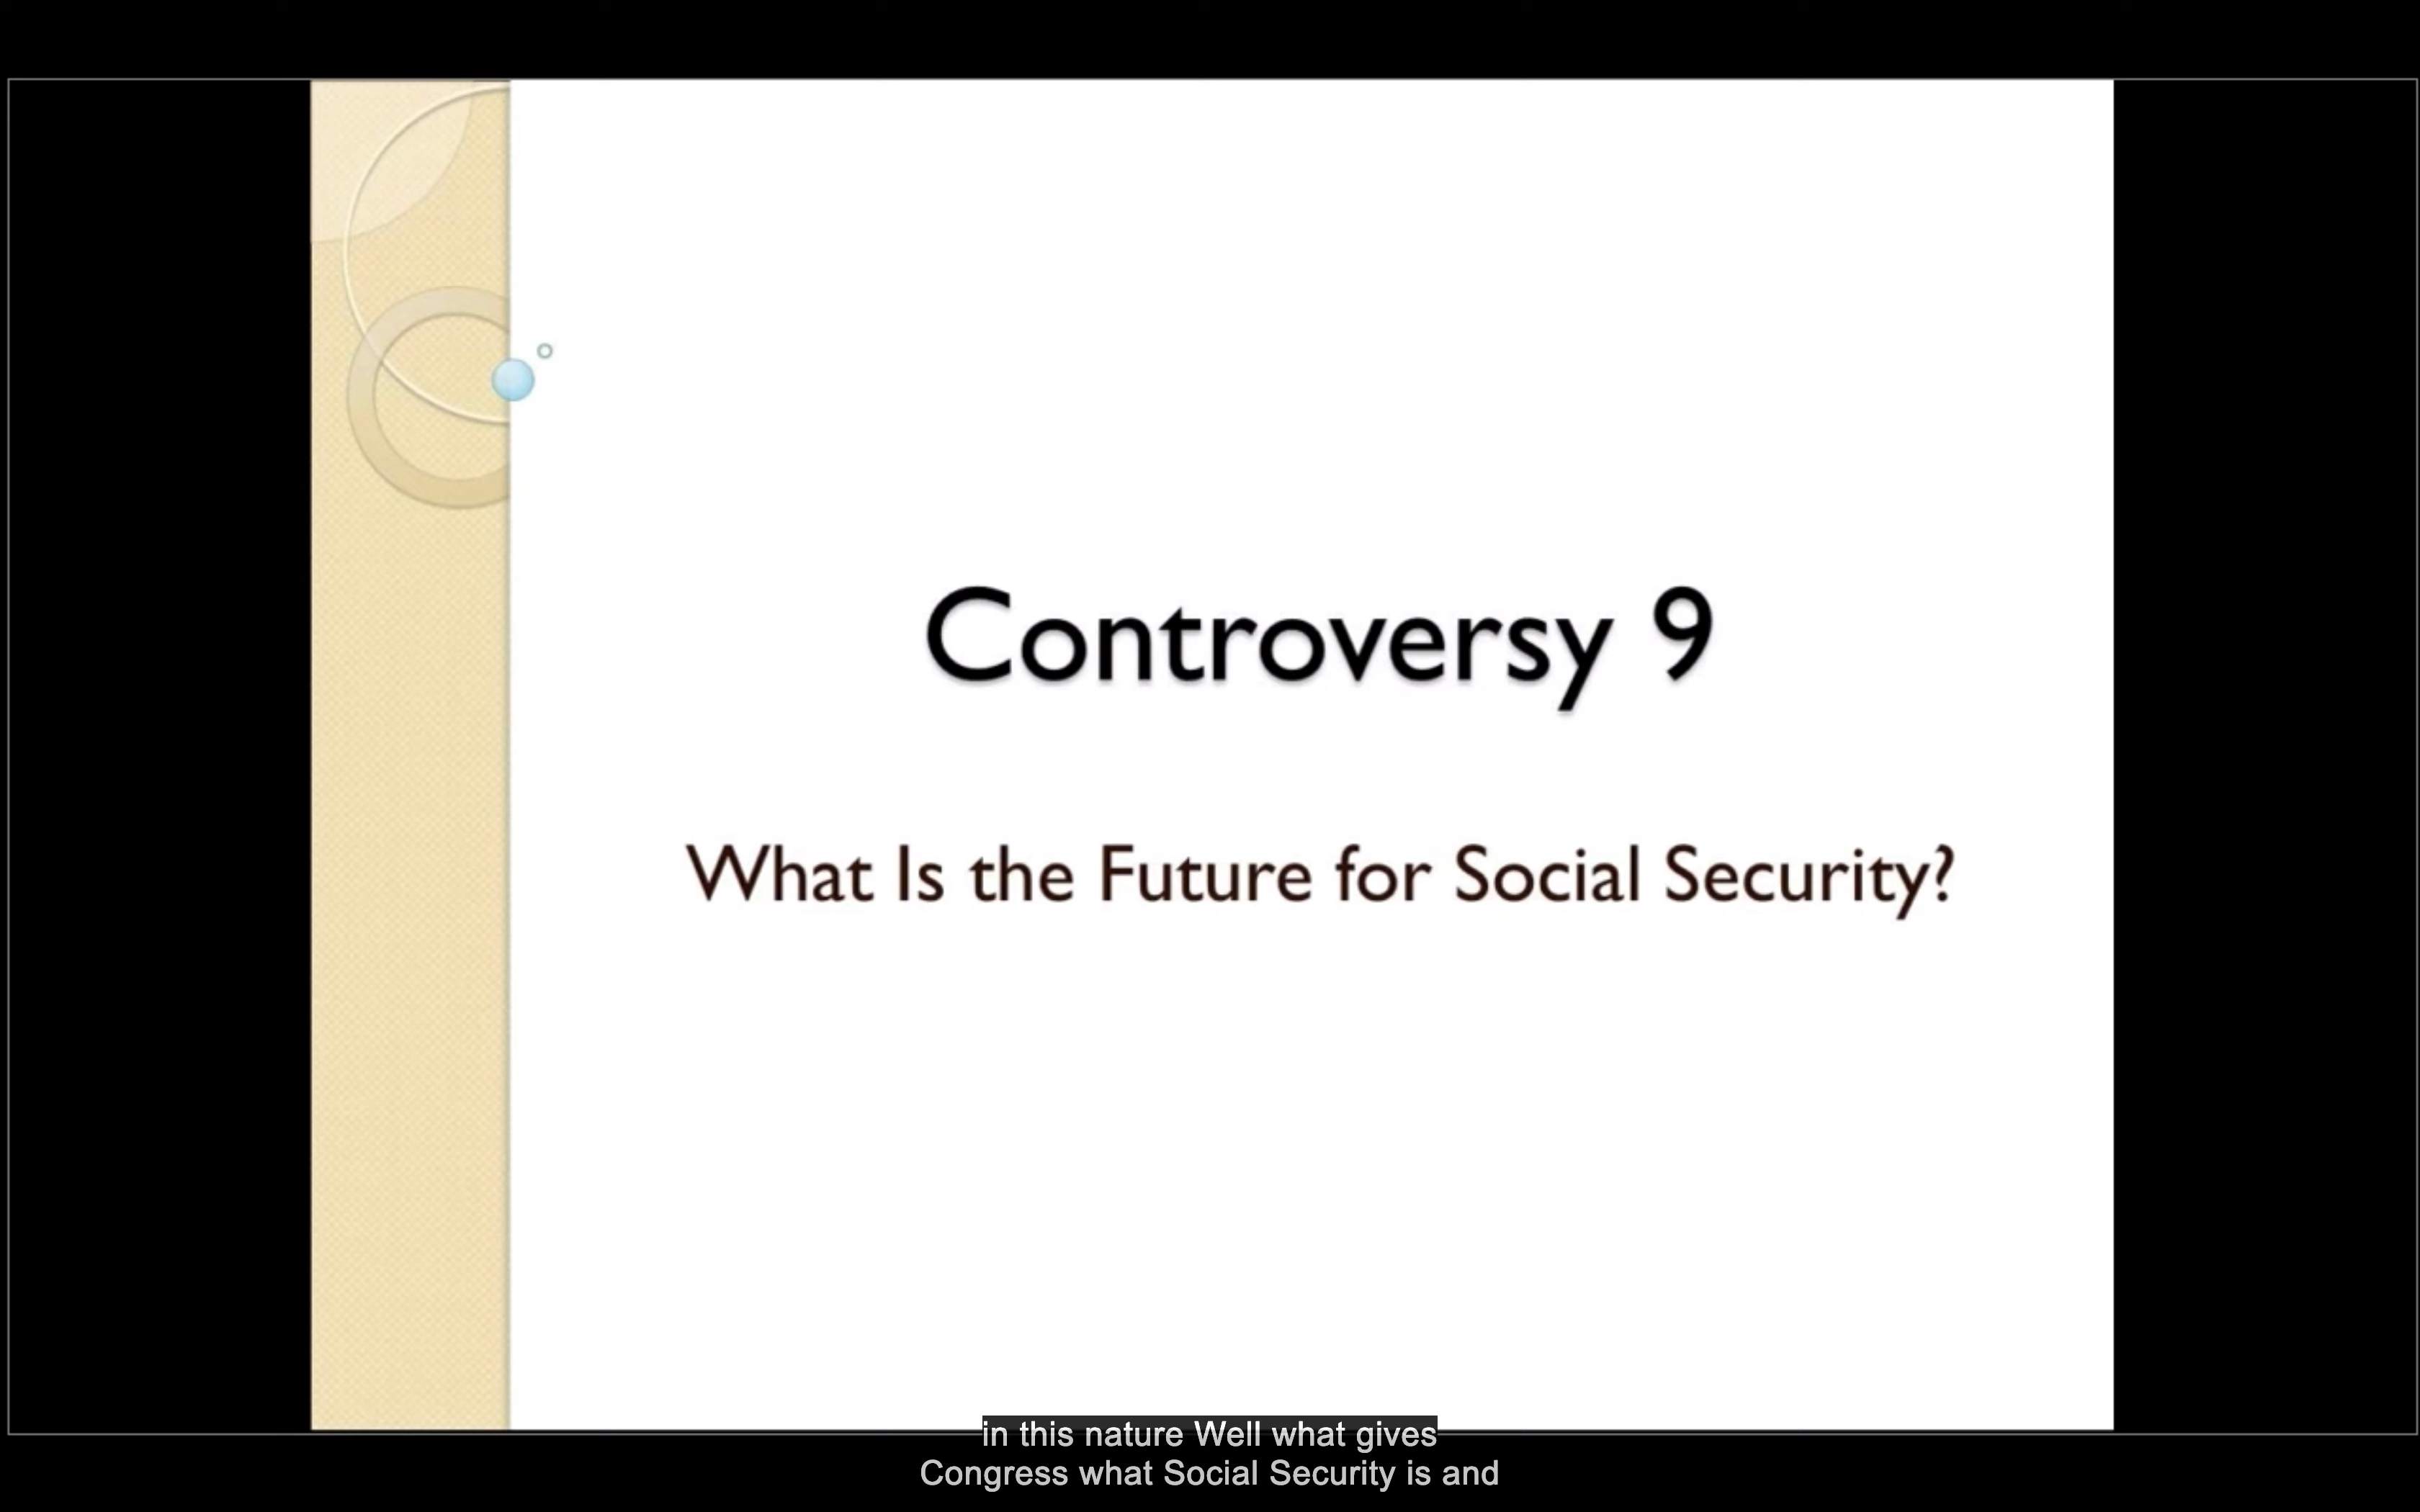 Controversy 9
What Is the Future for Social Security?
in this nature Well what gives
Congress what Social Security is and